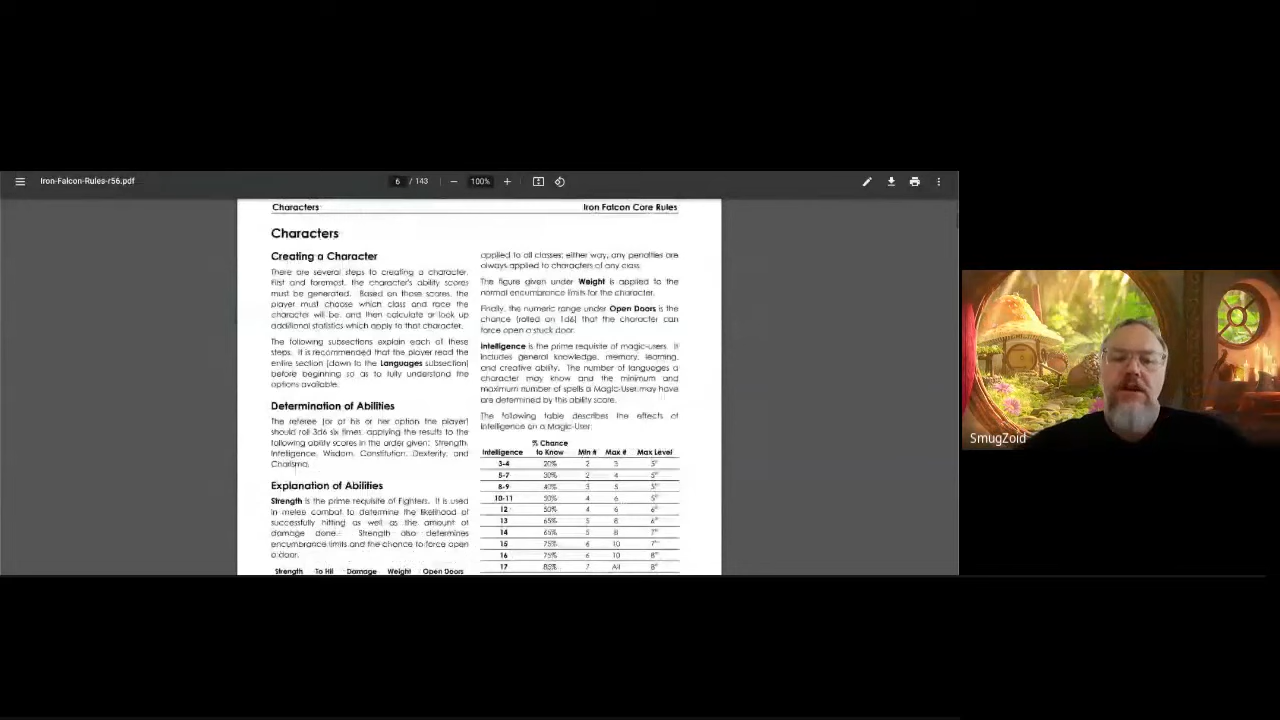 Iron-Falcon-Rules-r56.pdf
6 / 143
100%
Characters
Iron Falcon Core Rules
Characters
Creating a Character
There are several steps to creating a character.
First and foremost, the character's ability scores
must be generated. Based on those scores, the
player must choose which class and race the
character will be, and then calculate or look up
additional statistics which apply to that character.
The following subsections explain each of these
steps. It is recommended that the player read the
entire section (down to the Languages subsection)
before beginning so as to fully understand the
options available.
Determination of Abilities
The referee (or at his or her option the player)
should roll 3d6 six times, applying the results to the
following ability scores in the order given: Strength,
Intelligence, Wisdom, Constitution, Dexterity, and
Charisma.
Explanation of Abilities
Strength is the prime requisite of Fighters. It is used
in melee combat to determine the likelihood of
successfully hitting as well as the amount of
damage done. Strength also determines
encumbrance limits and the chance to force open
a door.
Strength To Hit Damage Weight Open Doors
applied to all classes; either way, any penalties are
always applied to characters of any class.
The figure given under Weight is applied to the
normal encumbrance limits for the character.
Finally, the numeric range under Open Doors is the
chance (rolled on 1d6) that the character can
force open a stuck door.
Intelligence is the prime requisite of magic-users. It
includes general knowledge, memory, learning,
and creative ability. The number of languages a
character may know and the minimum and
maximum number of spells a Magic-User may have
are determined by this ability score.
The following table describes the effects of
Intelligence on a Magic-User:
% Chance
Intelligence to Know Min # Max # Max Level
3-4 20% 2 3 5th
5-7 30% 2 4 5th
8-9 40% 3 5 5th
10-11 50% 4 6 5th
12 50% 4 6 6th
13 65% 5 8 6th
14 65% 5 8 7th
15 75% 6 10 7th
16 75% 6 10 8th
17 85% 7 All 8th
SmugZoid